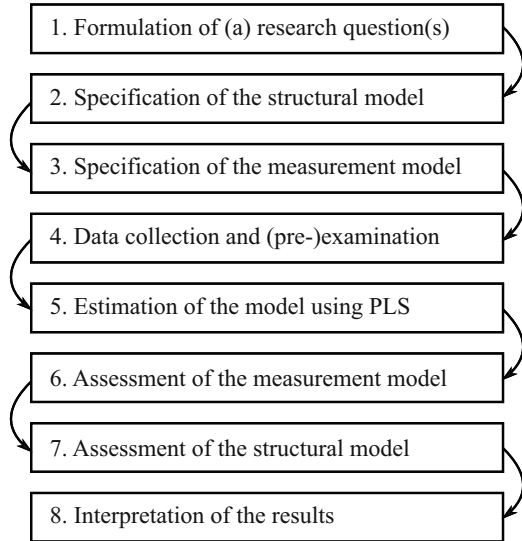 1. Formulation of (a) research question(s)
2. Specification of the structural model
3. Specification of the measurement model
4. Data collection and (pre-)examination
5. Estimation of the model using PLS
6. Assessment of the measurement model
7. Assessment of the structural model
8. Interpretation of the results